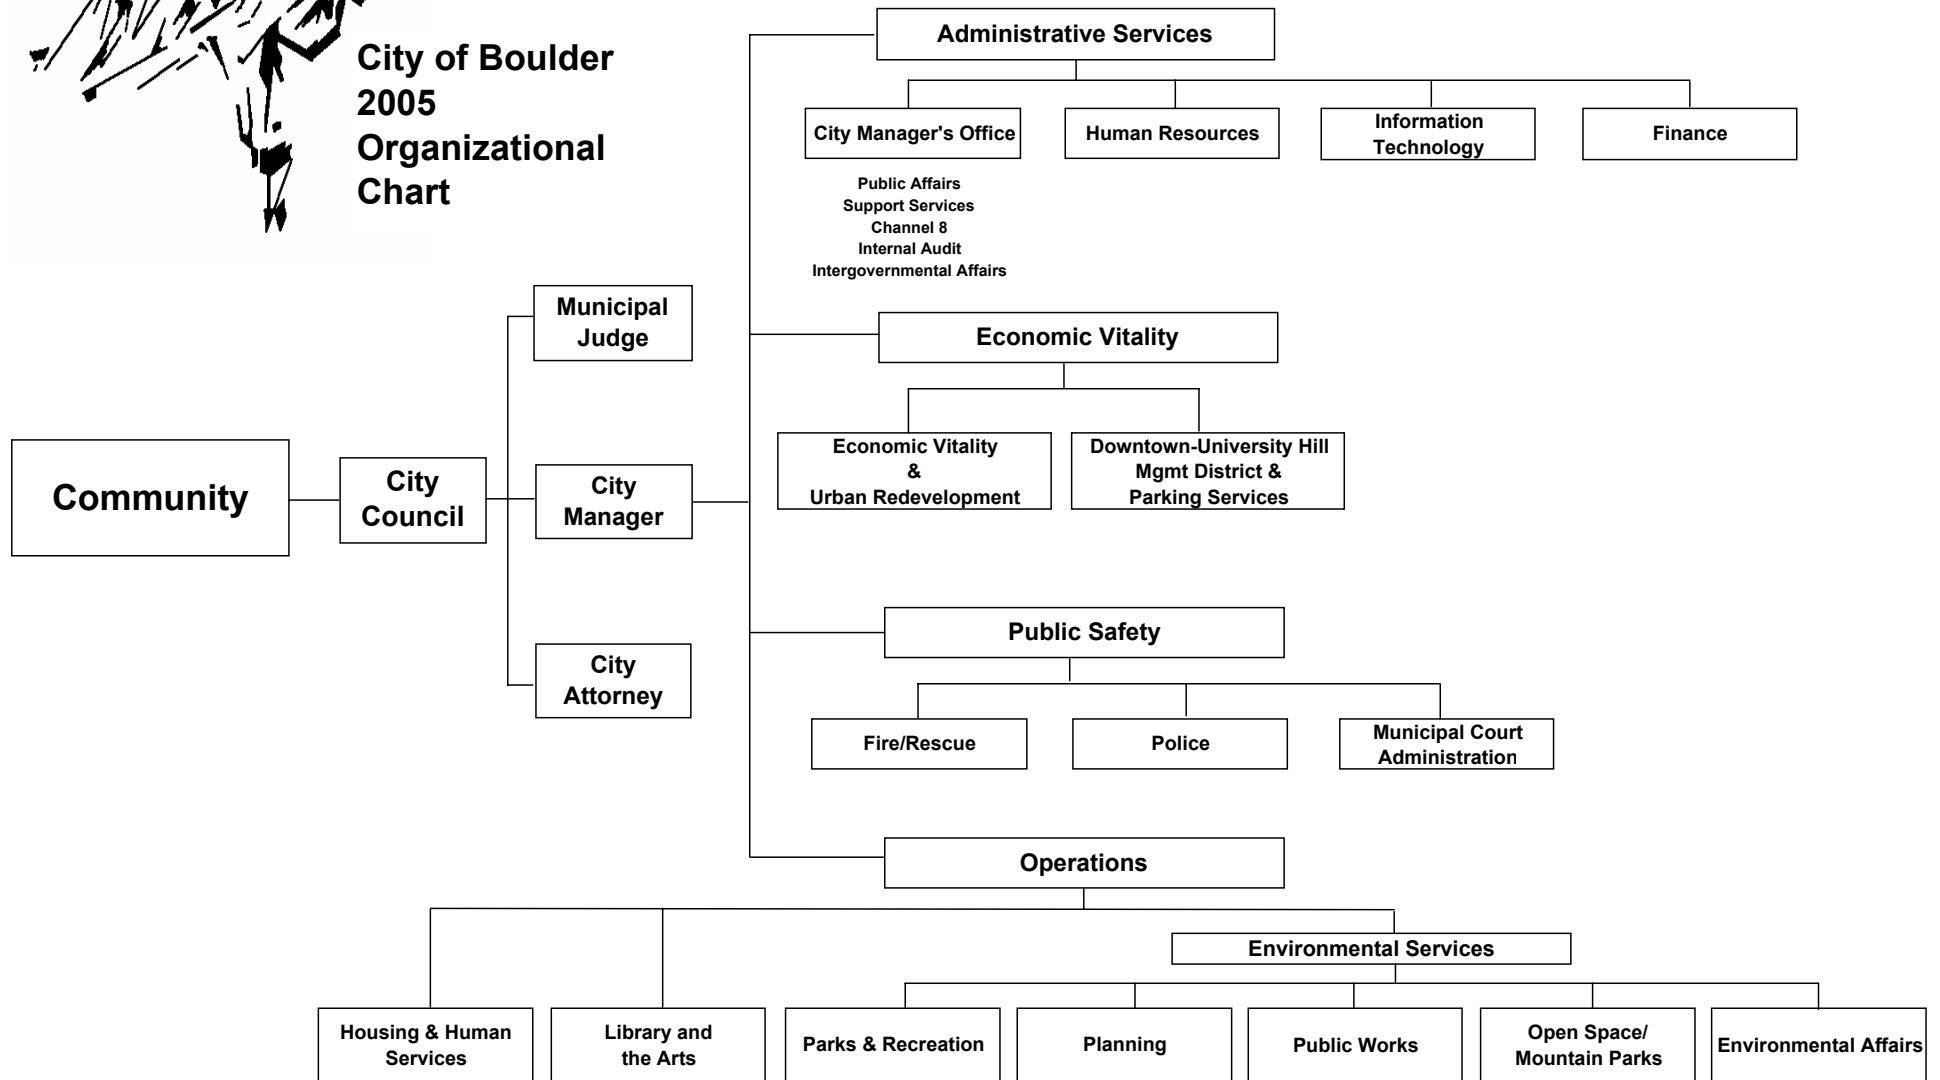 City of Boulder
2005
Organizational
Chart
Administrative Services
City Manager's Office
Human Resources
Information
Technology
Finance
Public Affairs
Support Services
Channel 8
Internal Audit
Intergovernmental Affairs
Municipal
Judge
Economic Vitality
Economic Vitality
&
Urban Redevelopment
Downtown-University Hill
Mgmt District &
Parking Services
Community
City
Council
City
Manager
City
Attorney
Public Safety
Fire/Rescue
Police
Municipal Court
Administration
Operations
Environmental Services
Housing & Human
Services
Library and
the Arts
Parks & Recreation
Planning
Public Works
Open Space/
Mountain Parks
Environmental Affairs